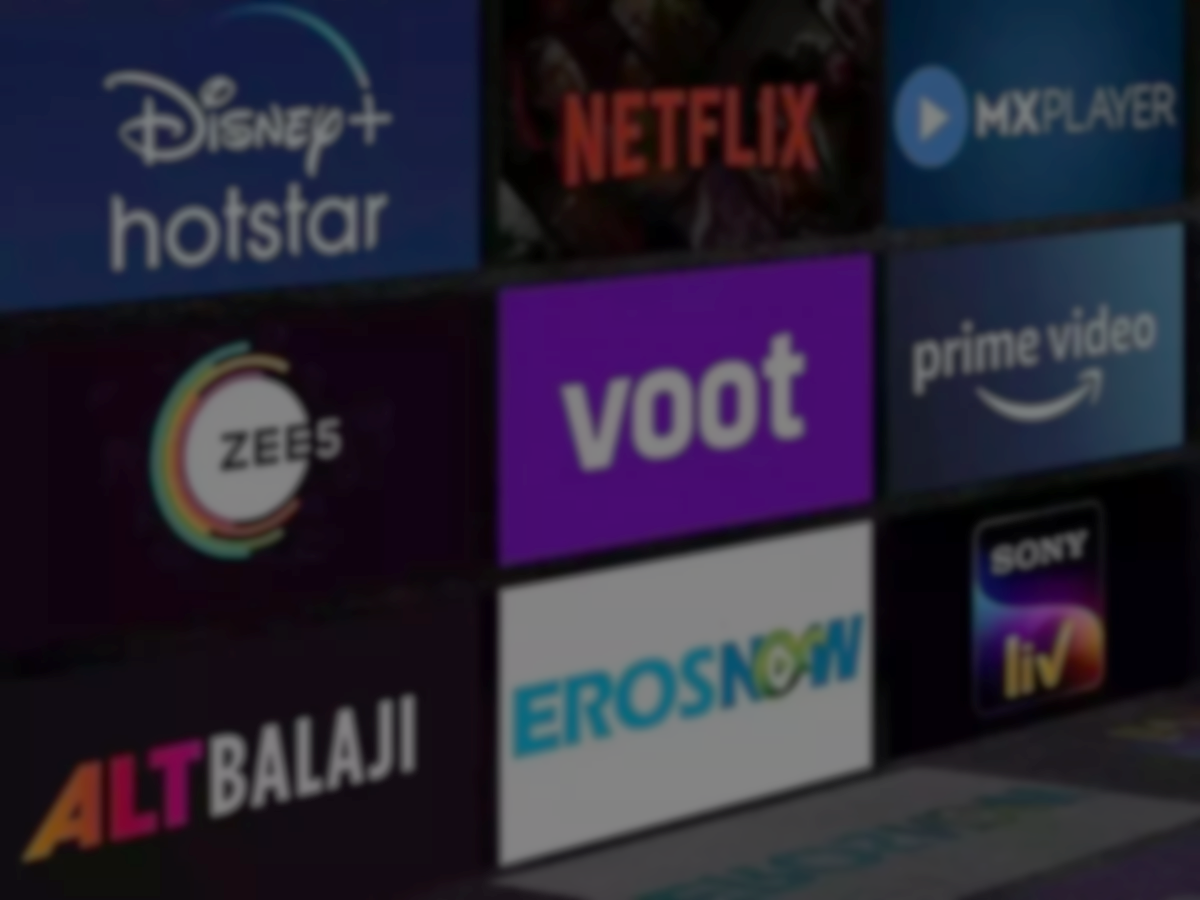 Disney+
hotstar
NETFLIX
MXPLAYER
ZEE5
voot
prime video
ALTBALAJI
EROSNOW
SONY
liv